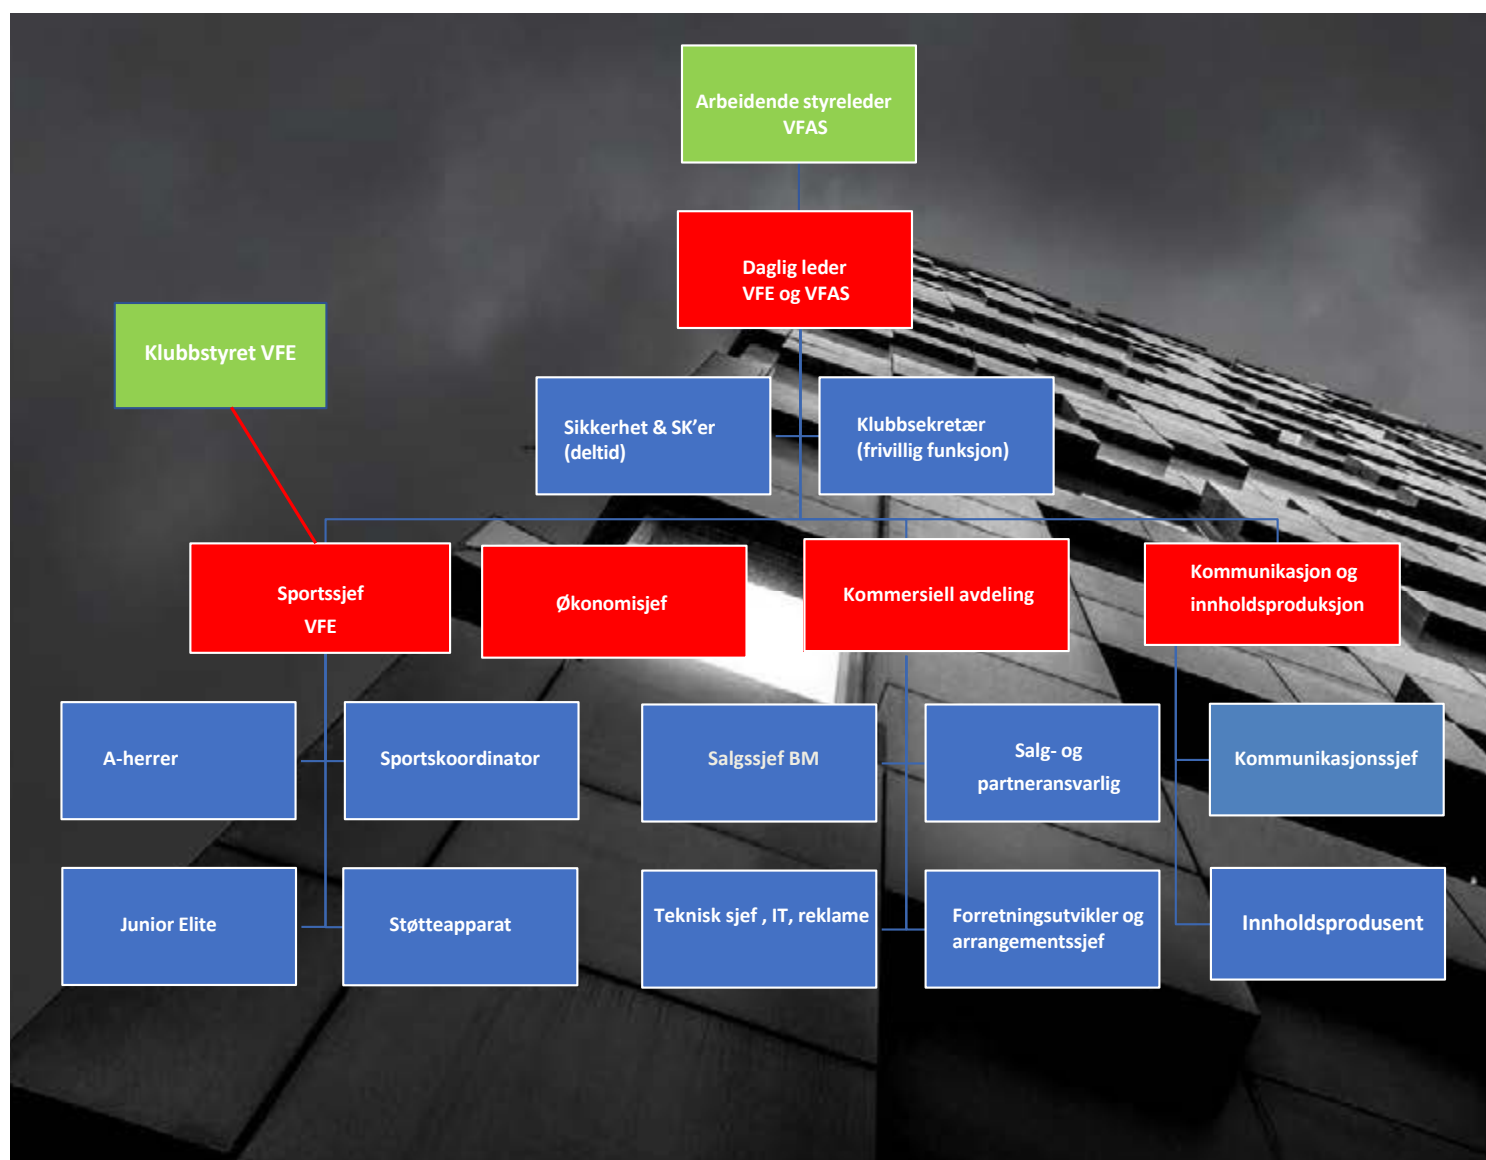 Arbeidende styreleder
VFAS
Daglig leder
VFE og VFAS
Klubbstyret VFE
Sikkerhet & SK’er
(deltid)
Klubbsekretær
(frivillig funksjon)
Sportssjef
VFE
Økonomisjef
Kommersiell avdeling
Kommunikasjon og
innholdsproduksjon
A-herrer
Sportskoordinator
Salgssjef BM
Salg- og
partneransvarlig
Kommunikasjonssjef
Junior Elite
Støtteapparat
Teknisk sjef , IT, reklame
Forretningsutvikler og
arrangementssjef
Innholdsprodusent